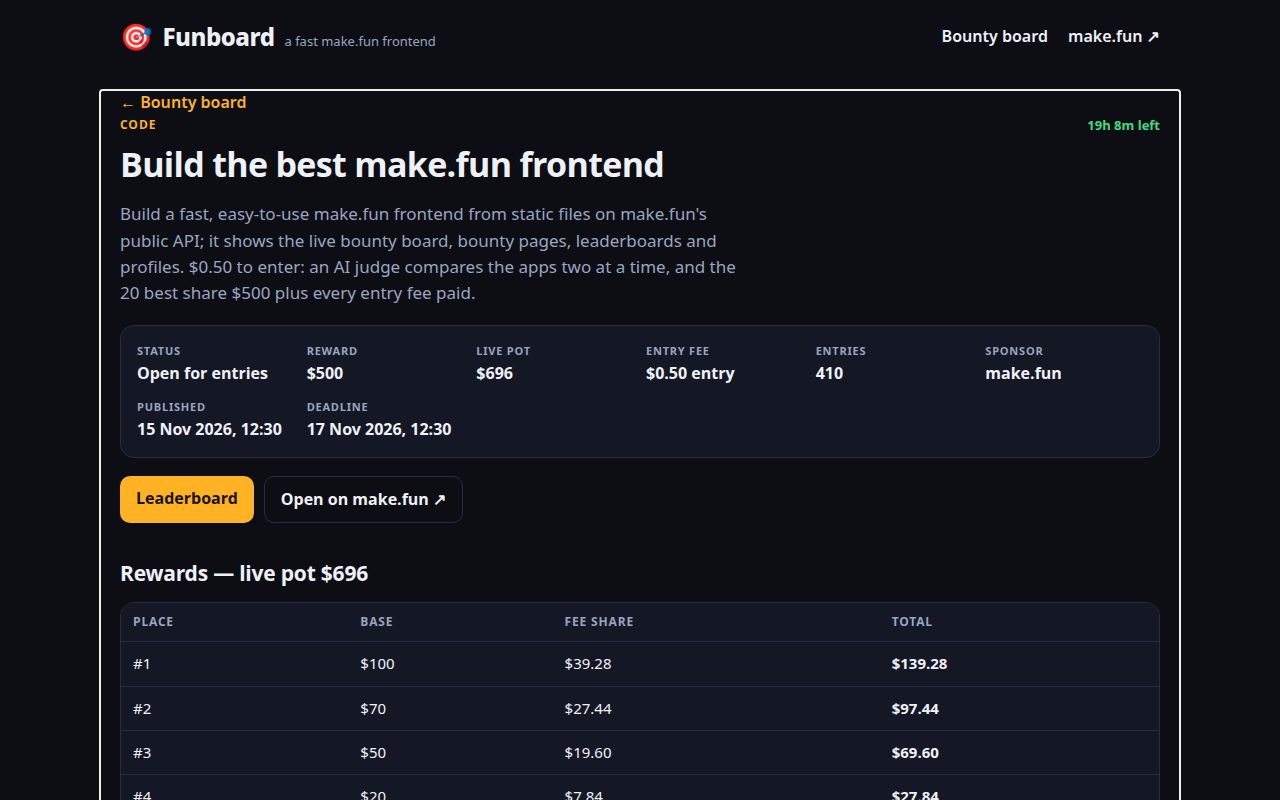 🎯 Funboard a fast make.fun frontend Bounty board make.fun ↗
← Bounty board
CODE 19h 8m left
Build the best make.fun frontend
Build a fast, easy-to-use make.fun frontend from static files on make.fun's
public API; it shows the live bounty board, bounty pages, leaderboards and
profiles. $0.50 to enter: an AI judge compares the apps two at a time, and the
20 best share $500 plus every entry fee paid.
STATUS REWARD LIVE POT ENTRY FEE ENTRIES SPONSOR
Open for entries $500 $696 $0.50 entry 410 make.fun
PUBLISHED DEADLINE
15 Nov 2026, 12:30 17 Nov 2026, 12:30
Leaderboard Open on make.fun ↗
Rewards — live pot $696
PLACE BASE FEE SHARE TOTAL
#1 $100 $39.28 $139.28
#2 $70 $27.44 $97.44
#3 $50 $19.60 $69.60
#4 $20 $7.84 $27.84